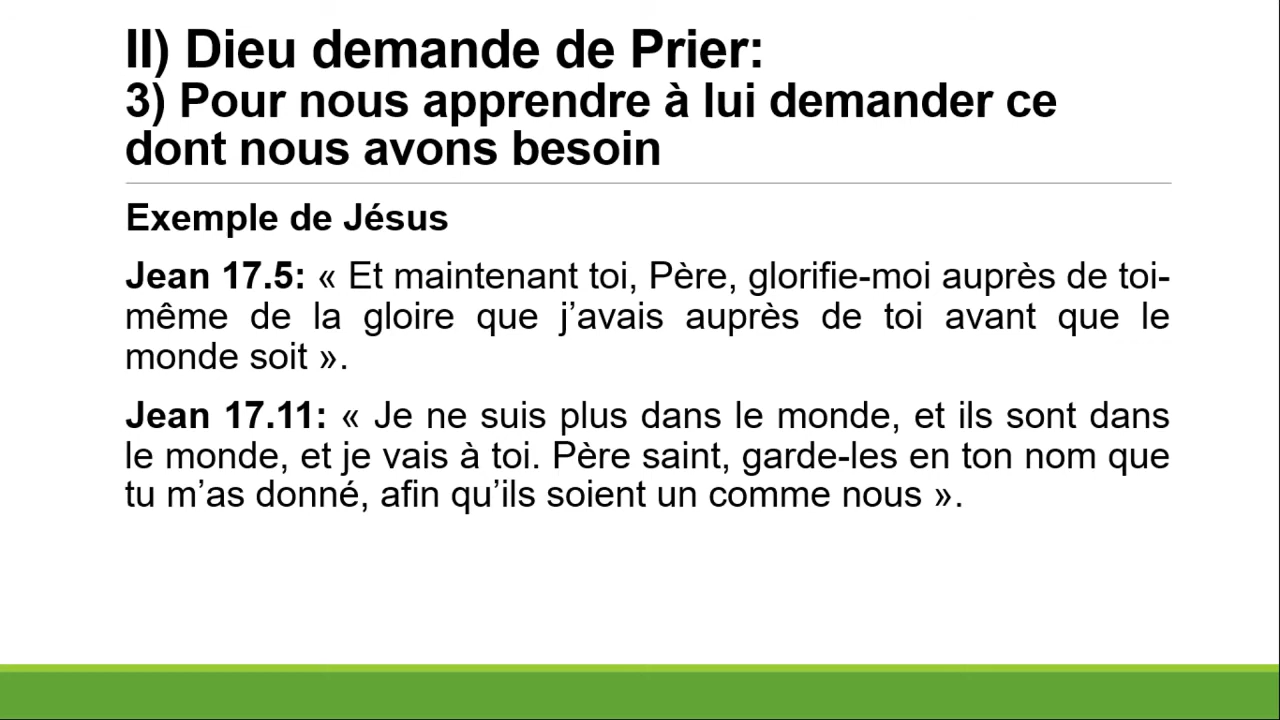 II) Dieu demande de Prier:
3) Pour nous apprendre à lui demander ce
dont nous avons besoin
Exemple de Jésus
Jean 17.5: « Et maintenant toi, Père, glorifie-moi auprès de toi-
même de la gloire que j’avais auprès de toi avant que le
monde soit ».
Jean 17.11: « Je ne suis plus dans le monde, et ils sont dans
le monde, et je vais à toi. Père saint, garde-les en ton nom que
tu m’as donné, afin qu’ils soient un comme nous ».